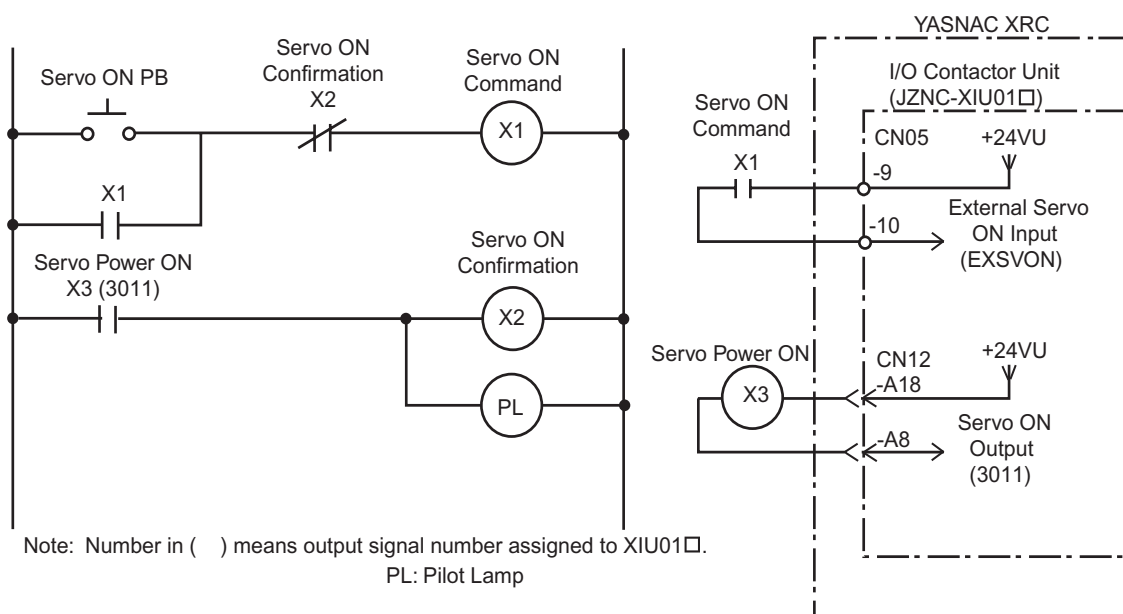 Servo ON PB
Servo ON
Confirmation
X2
Servo ON
Command
X1
X1
Servo Power ON
X3 (3011)
Servo ON
Confirmation
X2
PL
YASNAC XRC
I/O Contactor Unit
(JZNC-XIU01□)
Servo ON
Command
X1
CN05
+24VU
-9
-10
External Servo
ON Input
(EXSVON)
Servo Power ON
X3
CN12
+24VU
-A18
-A8
Servo ON
Output
(3011)
Note: Number in ( ) means output signal number assigned to XIU01□.
PL: Pilot Lamp